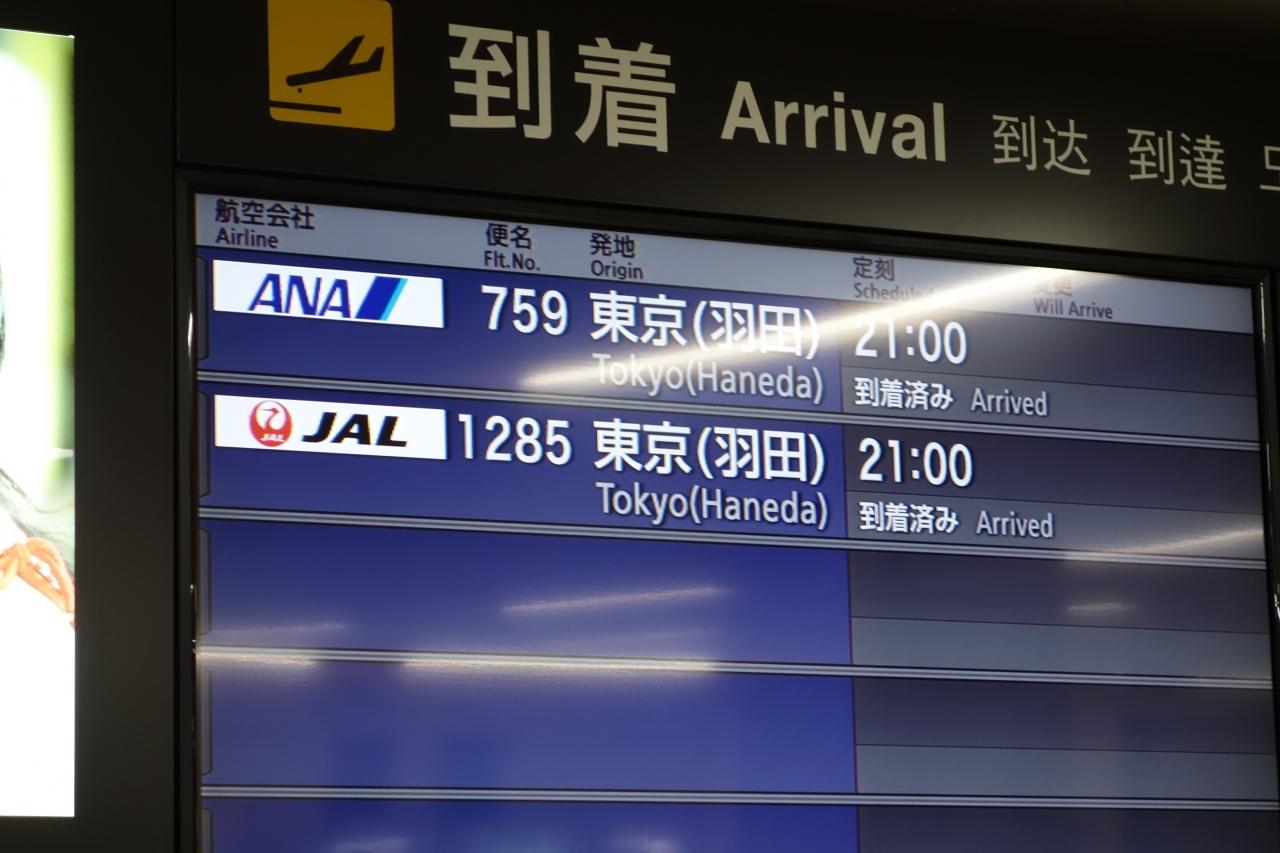 到着 Arrival 到达 到達
航空会社 便名 発地 定刻 変更
Airline Flt.No. Origin Scheduled Will Arrive
ANA 759 東京(羽田) 21:00
Tokyo(Haneda) 到着済み Arrived
JAL JAL 1285 東京(羽田) 21:00
Tokyo(Haneda) 到着済み Arrived